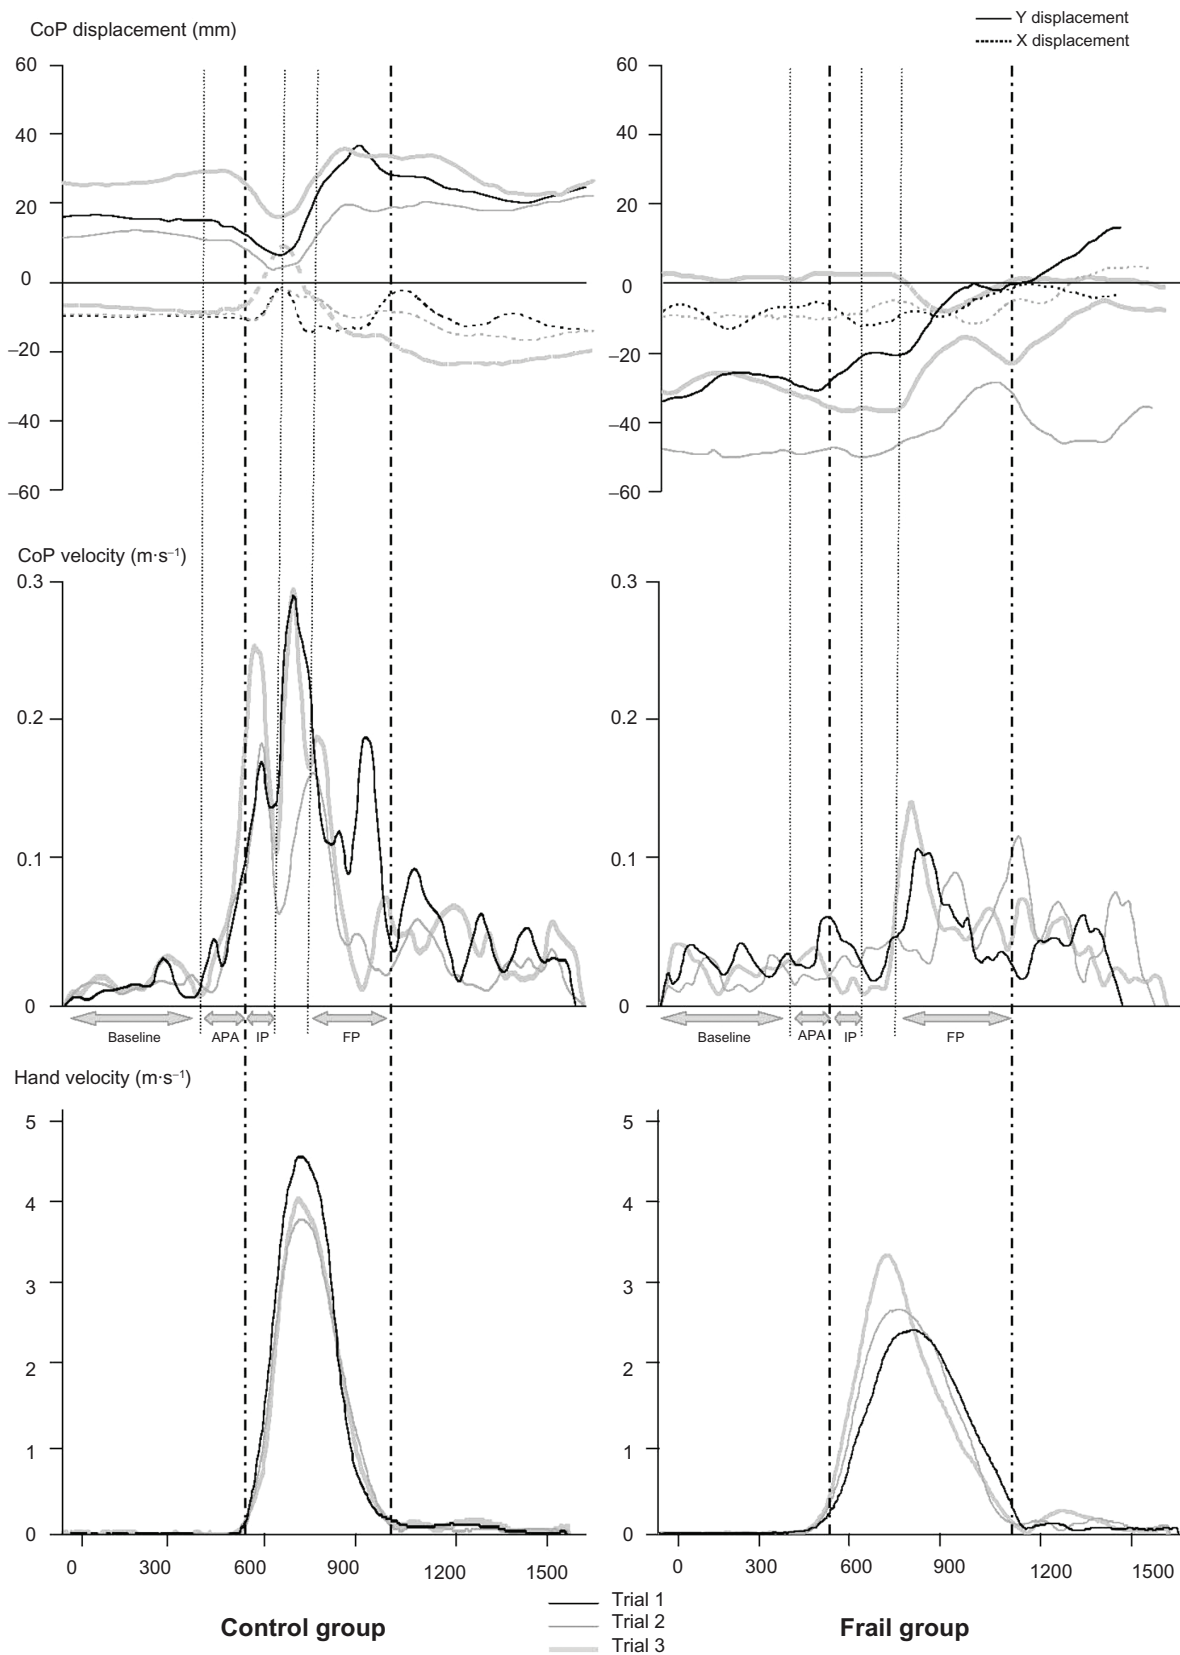 CoP displacement (mm)
Y displacement
X displacement
60
40
20
0
–20
–40
–60
60
40
20
0
–20
–40
–60
CoP velocity (m·s⁻¹)
0.3
0.2
0.1
0
Baseline APA IP FP
0.3
0.2
0.1
0
Baseline APA IP FP
Hand velocity (m·s⁻¹)
5
4
3
2
1
0
0 300 600 900 1200 1500
5
4
3
2
1
0
0 300 600 900 1200 1500
Control group
Trial 1
Trial 2
Trial 3
Frail group